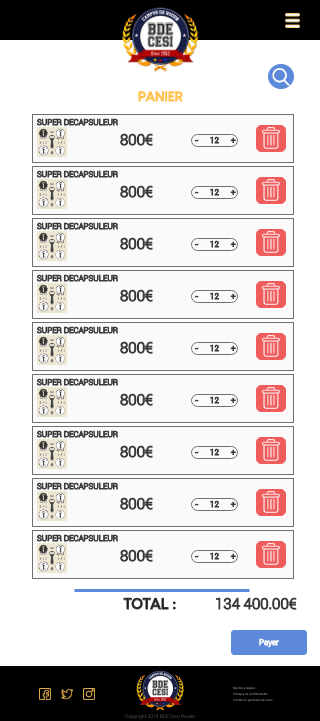 CAMPUS DE ROUEN
BDE
CESI
PANIER
SUPER DECAPSULEUR
800€
- 12 +
SUPER DECAPSULEUR
800€
- 12 +
SUPER DECAPSULEUR
800€
- 12 +
SUPER DECAPSULEUR
800€
- 12 +
SUPER DECAPSULEUR
800€
- 12 +
SUPER DECAPSULEUR
800€
- 12 +
SUPER DECAPSULEUR
800€
- 12 +
SUPER DECAPSULEUR
800€
- 12 +
SUPER DECAPSULEUR
800€
- 12 +
TOTAL : 134 400.00€
Payer
BDE
CESI
Mentions légales
Politique de confidentialité
Conditions générales de vente
Copyright 2019 BDE Cesi Rouen